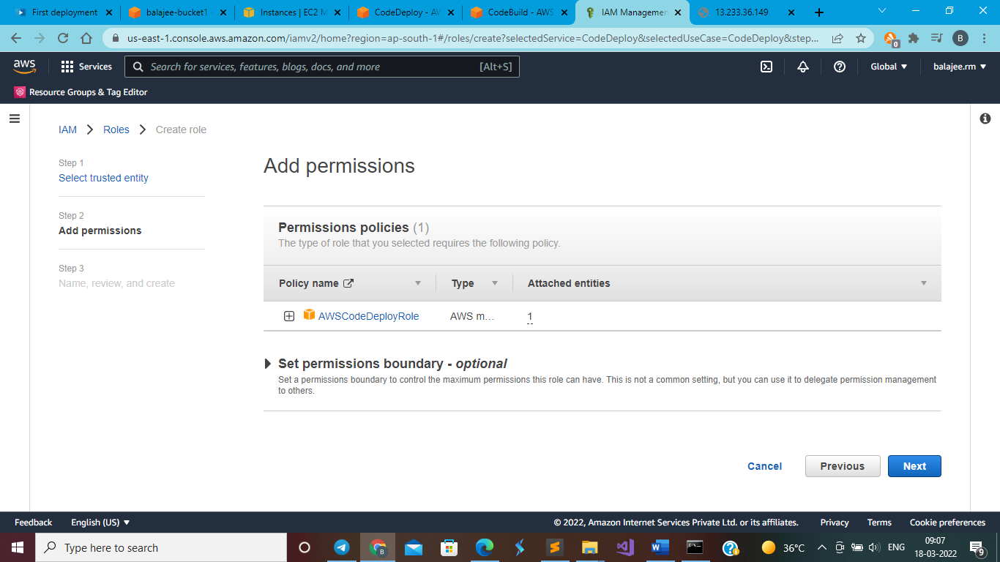 First deployment
balajee-bucket1 -
Instances | EC2 M
CodeDeploy - AW
CodeBuild - AWS
IAM Managemen
13.233.36.149
us-east-1.console.aws.amazon.com/iamv2/home?region=ap-south-1#/roles/create?selectedService=CodeDeploy&selectedUseCase=CodeDeploy&step...
0
B
aws
Services
Search for services, features, blogs, docs, and more
[Alt+S]
Global
balajee.rm
Resource Groups & Tag Editor
IAM
Roles
Create role
Step 1
Select trusted entity
Step 2
Add permissions
Step 3
Name, review, and create
Add permissions
Permissions policies (1)
The type of role that you selected requires the following policy.
Policy name
Type
Attached entities
AWSCodeDeployRole
AWS m...
1
Set permissions boundary - optional
Set a permissions boundary to control the maximum permissions this role can have. This is not a common setting, but you can use it to delegate permission management
to others.
Cancel
Previous
Next
Feedback
English (US)
© 2022, Amazon Internet Services Private Ltd. or its affiliates.
Privacy
Terms
Cookie preferences
Type here to search
B
36°C
ENG
09:07
18-03-2022
9